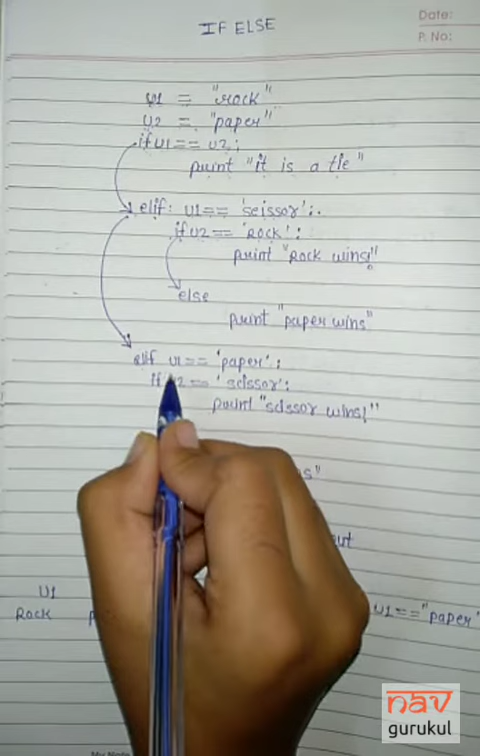 IF ELSE
Date:
P. No:
U1 = "rock"
U2 = "paper"
if U1 == U2:
print "it is a tie"
elif: U1 == 'scissor':
if U2 == 'Rock':
print "Rock wins!"
else
print "paper wins"
elif U1 == 'paper':
if U2 == 'scissor':
print "scissor wins!"
s"
ut
U1
Rock
U1 == "paper"
nav
gurukul